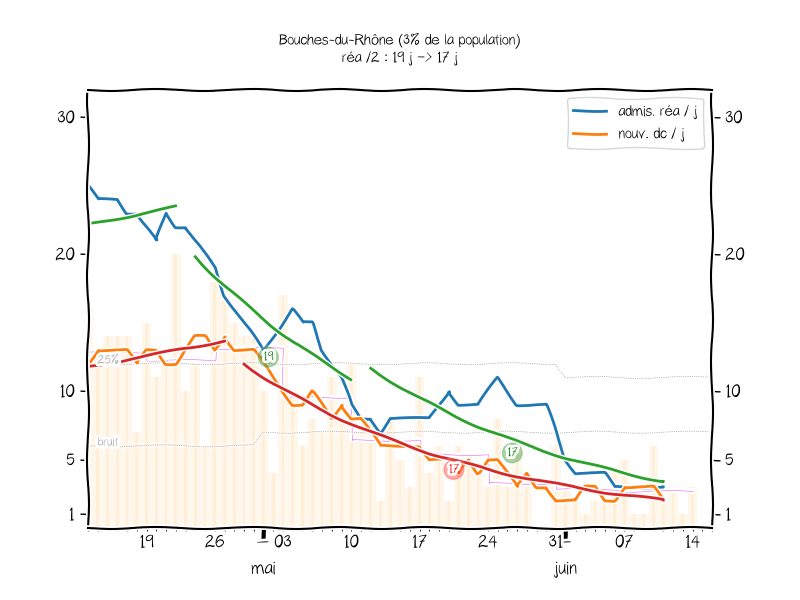 Bouches-du-Rhône (3% de la population)
réa /2 : 19 j -> 17 j
admis. réa / j
nouv. dc / j
30
30
20
20
25%
19
10
10
bruit
17
17
5
5
1
1
19 26 03 10 17 24 31 07 14
mai juin